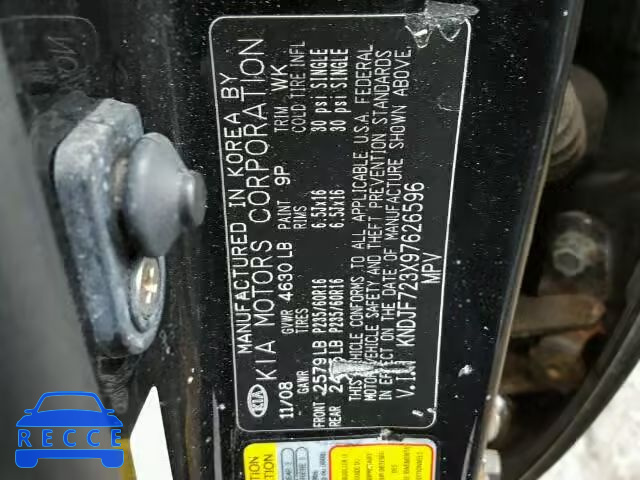 MANUFACTURED IN KOREA BY
KIA MOTORS CORPORATION
KIA
11/08 GVWR 4630 LB PAINT 9P TRIM WK
GAWR TIRES RIMS COLD TIRE INFL
FRONT 2579 LB P235/60R16 6.5Jx16 30 psi SINGLE
REAR LB P235/60R16 6.5Jx16 30 psi SINGLE
THIS VEHICLE CONFORMS TO ALL APPLICABLE U.S.A. FEDERAL
MOTOR VEHICLE SAFETY AND THEFT PREVENTION STANDARDS
IN EFFECT ON THE DATE OF MANUFACTURE SHOWN ABOVE.
V.I.N KNDJF723X97626596
MPV
CAUTION
RECCE